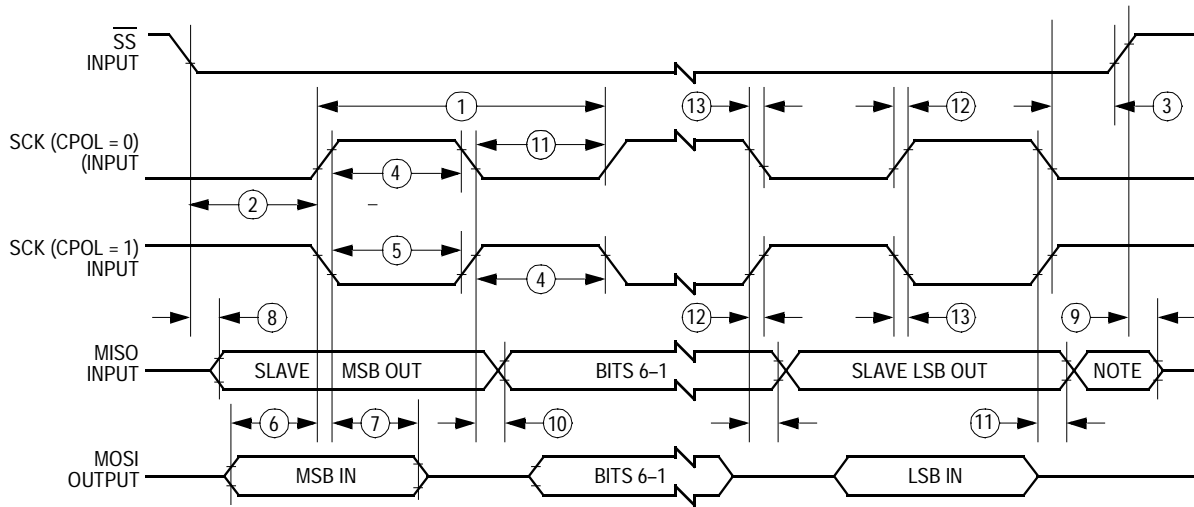 SS
INPUT
1
13
12
3
SCK (CPOL = 0)
(INPUT
11
4
2
–
SCK (CPOL = 1)
INPUT
5
4
8
12
13
9
MISO
INPUT
SLAVE MSB OUT
BITS 6–1
SLAVE LSB OUT
NOTE
6
7
10
11
MOSI
OUTPUT
MSB IN
BITS 6–1
LSB IN